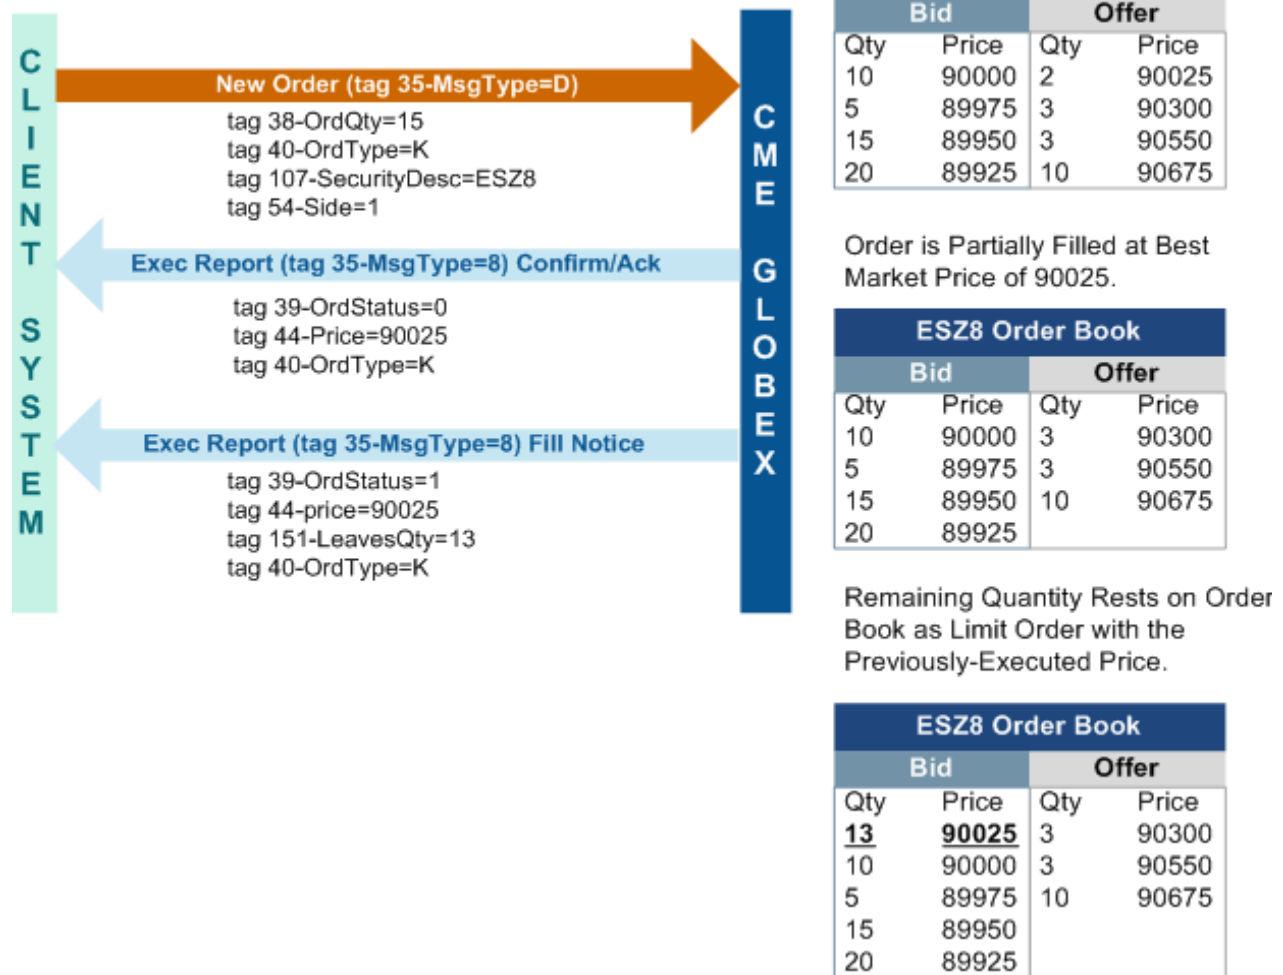 CLIENT SYSTEM
New Order (tag 35-MsgType=D)
tag 38-OrdQty=15
tag 40-OrdType=K
tag 107-SecurityDesc=ESZ8
tag 54-Side=1
Exec Report (tag 35-MsgType=8) Confirm/Ack
tag 39-OrdStatus=0
tag 44-Price=90025
tag 40-OrdType=K
Exec Report (tag 35-MsgType=8) Fill Notice
tag 39-OrdStatus=1
tag 44-price=90025
tag 151-LeavesQty=13
tag 40-OrdType=K
CME GLOBEX
Bid Offer
Qty Price Qty Price
10 90000 2 90025
5 89975 3 90300
15 89950 3 90550
20 89925 10 90675
Order is Partially Filled at Best
Market Price of 90025.
ESZ8 Order Book
Bid Offer
Qty Price Qty Price
10 90000 3 90300
5 89975 3 90550
15 89950 10 90675
20 89925
Remaining Quantity Rests on Order
Book as Limit Order with the
Previously-Executed Price.
ESZ8 Order Book
Bid Offer
Qty Price Qty Price
13 90025 3 90300
10 90000 3 90550
5 89975 10 90675
15 89950
20 89925